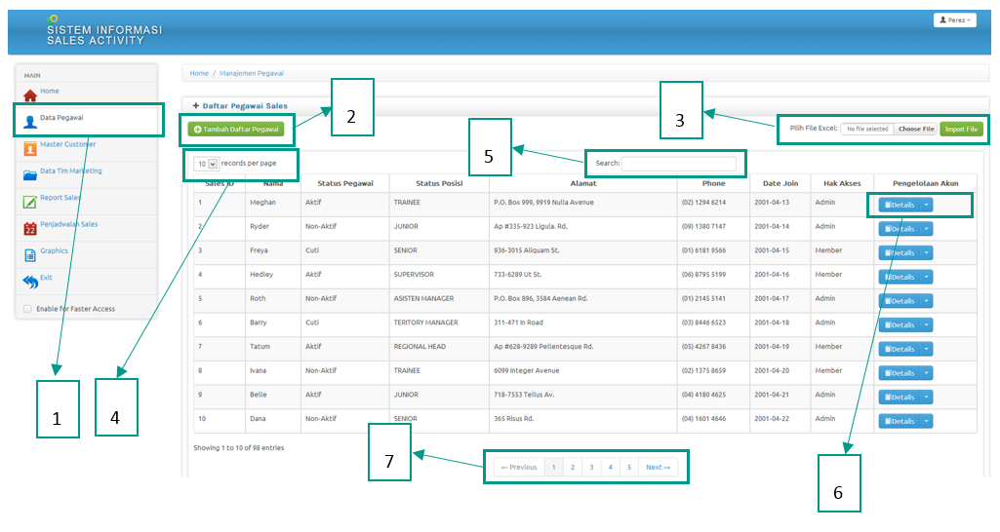 SISTEM INFORMASI
SALES ACTIVITY
Perez
MAIN
Home
Data Pegawai
Master Customer
Data Tim Marketing
Report Sales
Penjadwalan Sales
Graphics
Exit
Enable for Faster Access
Home / Manajemen Pegawai
Daftar Pegawai Sales
Tambah Daftar Pegawai
Pilih File Excel: No file selected Choose File Import File
10 records per page
Search:
Sales ID Nama Status Pegawai Status Posisi Alamat Phone Date Join Hak Akses Pengelolaan Akun
1 Meghan Aktif TRAINEE P.O. Box 999, 9919 Nulla Avenue (02) 1294 6214 2001-04-13 Admin Details
2 Ryder Non-Aktif JUNIOR Ap #335-923 Ligula. Rd. (09) 1380 7147 2001-04-14 Admin Details
3 Freya Cuti SENIOR 936-3015 Aliquam St. (01) 6181 9566 2001-04-15 Member Details
4 Hedley Aktif SUPERVISOR 733-6289 Ut St. (06) 8795 5199 2001-04-16 Member Details
5 Roth Non-Aktif ASISTEN MANAGER P.O. Box 896, 3584 Aenean Rd. (01) 2145 5141 2001-04-17 Admin Details
6 Barry Cuti TERITORY MANAGER 311-471 In Road (03) 8446 6523 2001-04-18 Admin Details
7 Tatum Aktif REGIONAL HEAD Ap #628-9289 Pellentesque Rd. (05) 4267 8436 2001-04-19 Member Details
8 Ivana Non-Aktif TRAINEE 6099 Integer Avenue (02) 1375 8659 2001-04-20 Member Details
9 Belle Aktif JUNIOR 718-7553 Tellus Av. (04) 4180 4625 2001-04-21 Admin Details
10 Dana Non-Aktif SENIOR 365 Risus Rd. (04) 1601 4646 2001-04-22 Admin Details
Showing 1 to 10 of 98 entries
← Previous 1 2 3 4 5 Next →
1
2
3
4
5
6
7
22